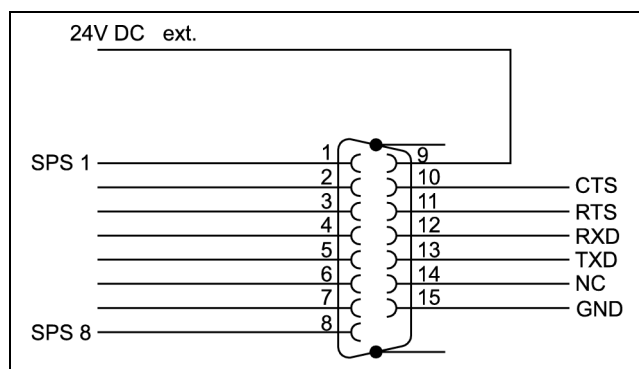 24V DC ext.
1 9
SPS 1
2 10 CTS
3 11 RTS
4 12 RXD
5 13 TXD
6 14 NC
7 15 GND
SPS 8 8